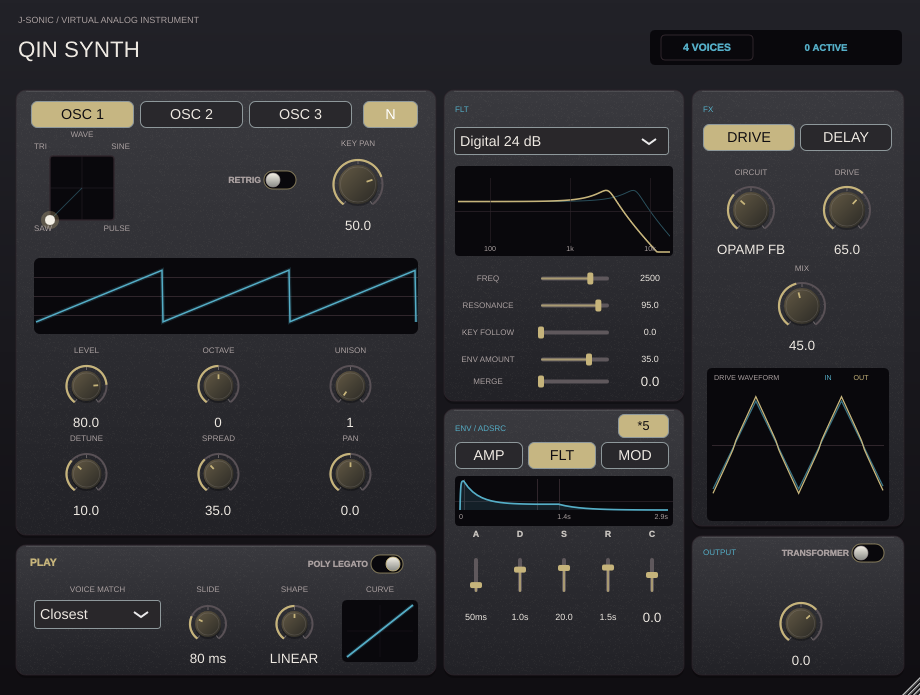 J-SONIC / VIRTUAL ANALOG INSTRUMENT
QIN SYNTH
4 VOICES
0 ACTIVE
OSC 1
OSC 2
OSC 3
N
WAVE
TRI
SINE
SAW
PULSE
RETRIG
KEY PAN
50.0
LEVEL
OCTAVE
UNISON
80.0
0
1
DETUNE
SPREAD
PAN
10.0
35.0
0.0
PLAY
POLY LEGATO
VOICE MATCH
SLIDE
SHAPE
CURVE
Closest
80 ms
LINEAR
FLT
Digital 24 dB
100
1k
10k
FREQ
2500
RESONANCE
95.0
KEY FOLLOW
0.0
ENV AMOUNT
35.0
MERGE
0.0
ENV / ADSRC
*5
AMP
FLT
MOD
0
1.4s
2.9s
A
D
S
R
C
50ms
1.0s
20.0
1.5s
0.0
FX
DRIVE
DELAY
CIRCUIT
DRIVE
OPAMP FB
65.0
MIX
45.0
DRIVE WAVEFORM
IN
OUT
OUTPUT
TRANSFORMER
0.0